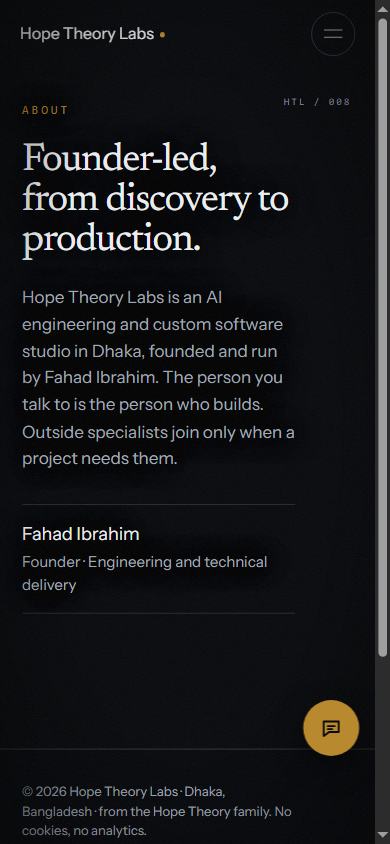 Hope Theory Labs
HTL / 008
ABOUT
Founder-led,
from discovery to
production.
Hope Theory Labs is an AI
engineering and custom software
studio in Dhaka, founded and run
by Fahad Ibrahim. The person you
talk to is the person who builds.
Outside specialists join only when a
project needs them.
Fahad Ibrahim
Founder · Engineering and technical
delivery
© 2026 Hope Theory Labs · Dhaka,
Bangladesh · from the Hope Theory family. No
cookies, no analytics.